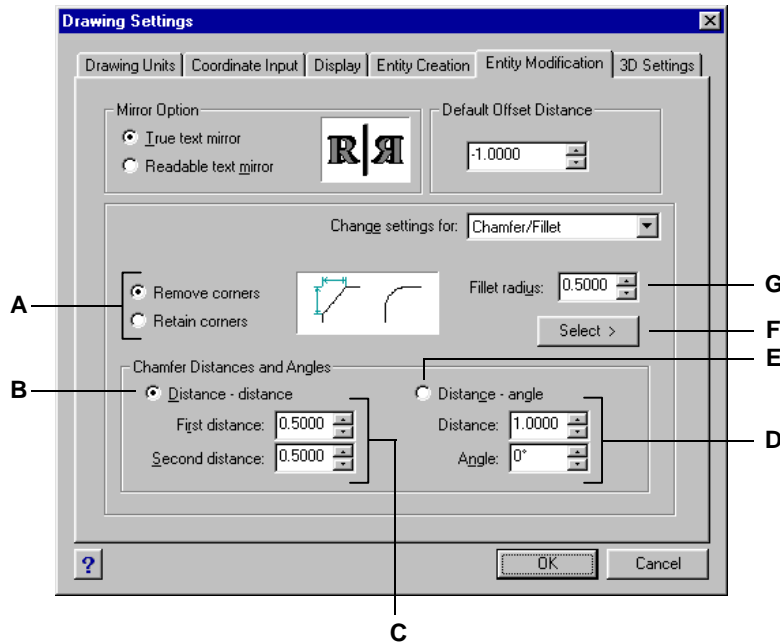 Drawing Settings
Drawing Units Coordinate Input Display Entity Creation Entity Modification 3D Settings
Mirror Option
True text mirror
Readable text mirror
R R
Default Offset Distance
-1.0000
Change settings for: Chamfer/Fillet
A
Remove corners
Retain corners
Fillet radius: 0.5000
G
Select >
F
E
Chamfer Distances and Angles
B
Distance - distance
Distance - angle
First distance: 0.5000
Distance: 1.0000
D
Second distance: 0.5000
Angle: 0°
?
OK
Cancel
C